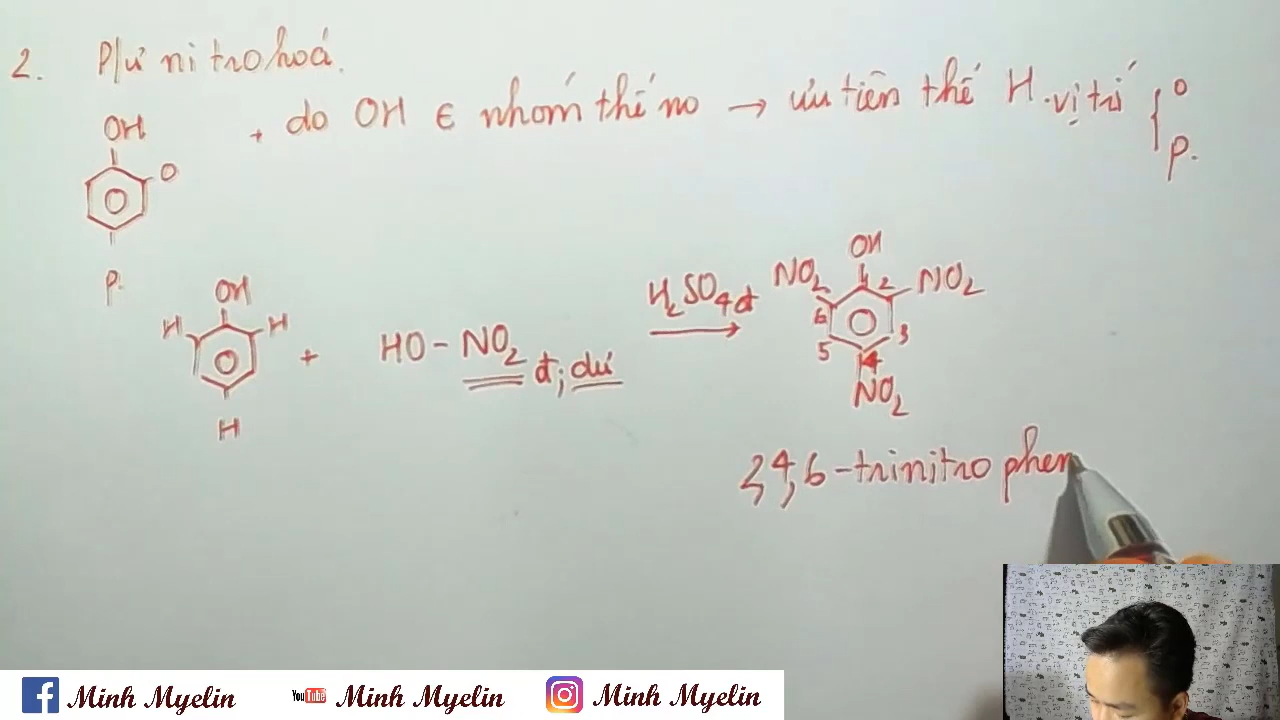 2. P/ư nitro hoá.
+ do OH ∈ nhóm thế no → ưu tiên thế H vị trí { o
p.
OH
o
p.
OH
H H
H
+ HO - NO2 đ; dư
H2SO4 đ
OH
NO2 NO2
1 2
6 3
5 4
NO2
2,4,6-trinitro phen
Minh Myelin YouTube Minh Myelin Minh Myelin